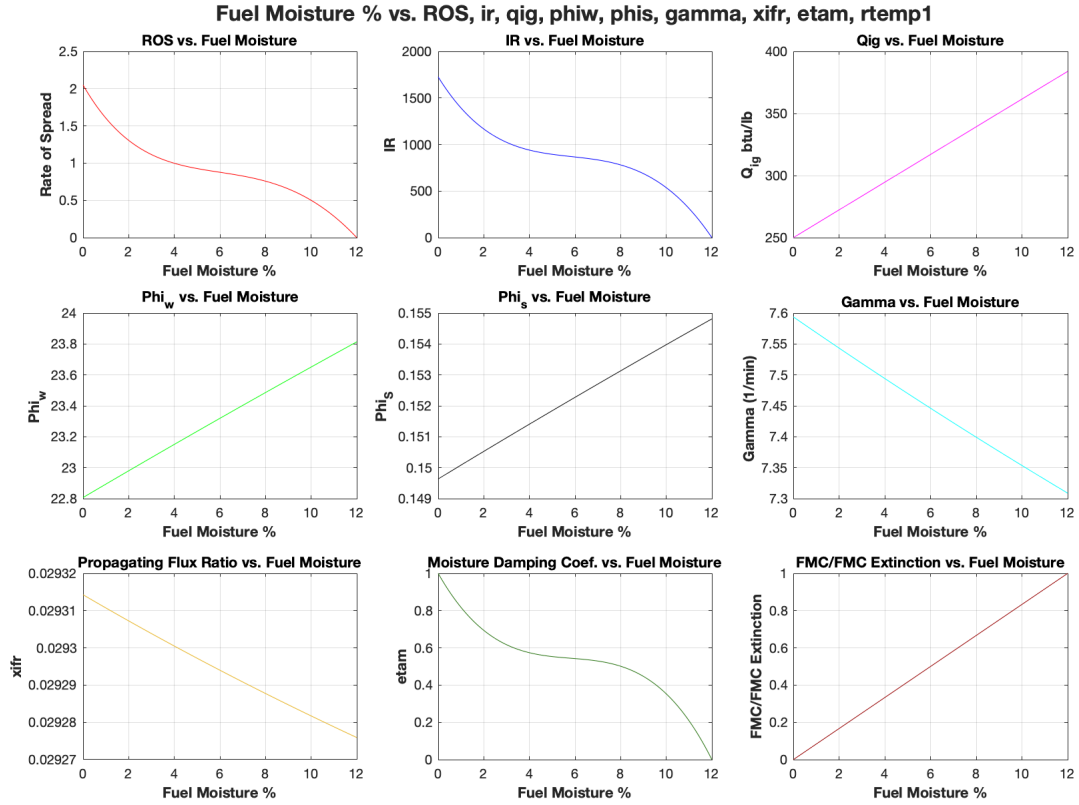 Fuel Moisture % vs. ROS, ir, qig, phiw, phis, gamma, xifr, etam, rtemp1
ROS vs. Fuel Moisture
2.5
2
1.5
1
0.5
0
Rate of Spread
0 2 4 6 8 10 12
Fuel Moisture %
IR vs. Fuel Moisture
2000
1500
1000
500
0
IR
0 2 4 6 8 10 12
Fuel Moisture %
Qig vs. Fuel Moisture
400
350
300
250
Qig btu/lb
0 2 4 6 8 10 12
Fuel Moisture %
Phiw vs. Fuel Moisture
24
23.8
23.6
23.4
23.2
23
22.8
Phiw
0 2 4 6 8 10 12
Fuel Moisture %
Phis vs. Fuel Moisture
0.155
0.154
0.153
0.152
0.151
0.15
0.149
PhiS
0 2 4 6 8 10 12
Fuel Moisture %
Gamma vs. Fuel Moisture
7.6
7.55
7.5
7.45
7.4
7.35
7.3
Gamma (1/min)
0 2 4 6 8 10 12
Fuel Moisture %
Propagating Flux Ratio vs. Fuel Moisture
0.02932
0.02931
0.0293
0.02929
0.02928
0.02927
xifr
0 2 4 6 8 10 12
Fuel Moisture %
Moisture Damping Coef. vs. Fuel Moisture
1
0.8
0.6
0.4
0.2
0
etam
0 2 4 6 8 10 12
Fuel Moisture %
FMC/FMC Extinction vs. Fuel Moisture
1
0.8
0.6
0.4
0.2
0
FMC/FMC Extinction
0 2 4 6 8 10 12
Fuel Moisture %